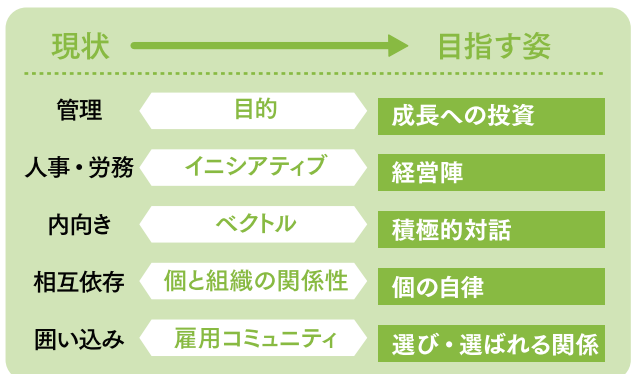 現状 目指す姿
管理 目的 成長への投資
人事・労務 イニシアティブ 経営陣
内向き ベクトル 積極的対話
相互依存 個と組織の関係性 個の自律
囲い込み 雇用コミュニティ 選び・選ばれる関係